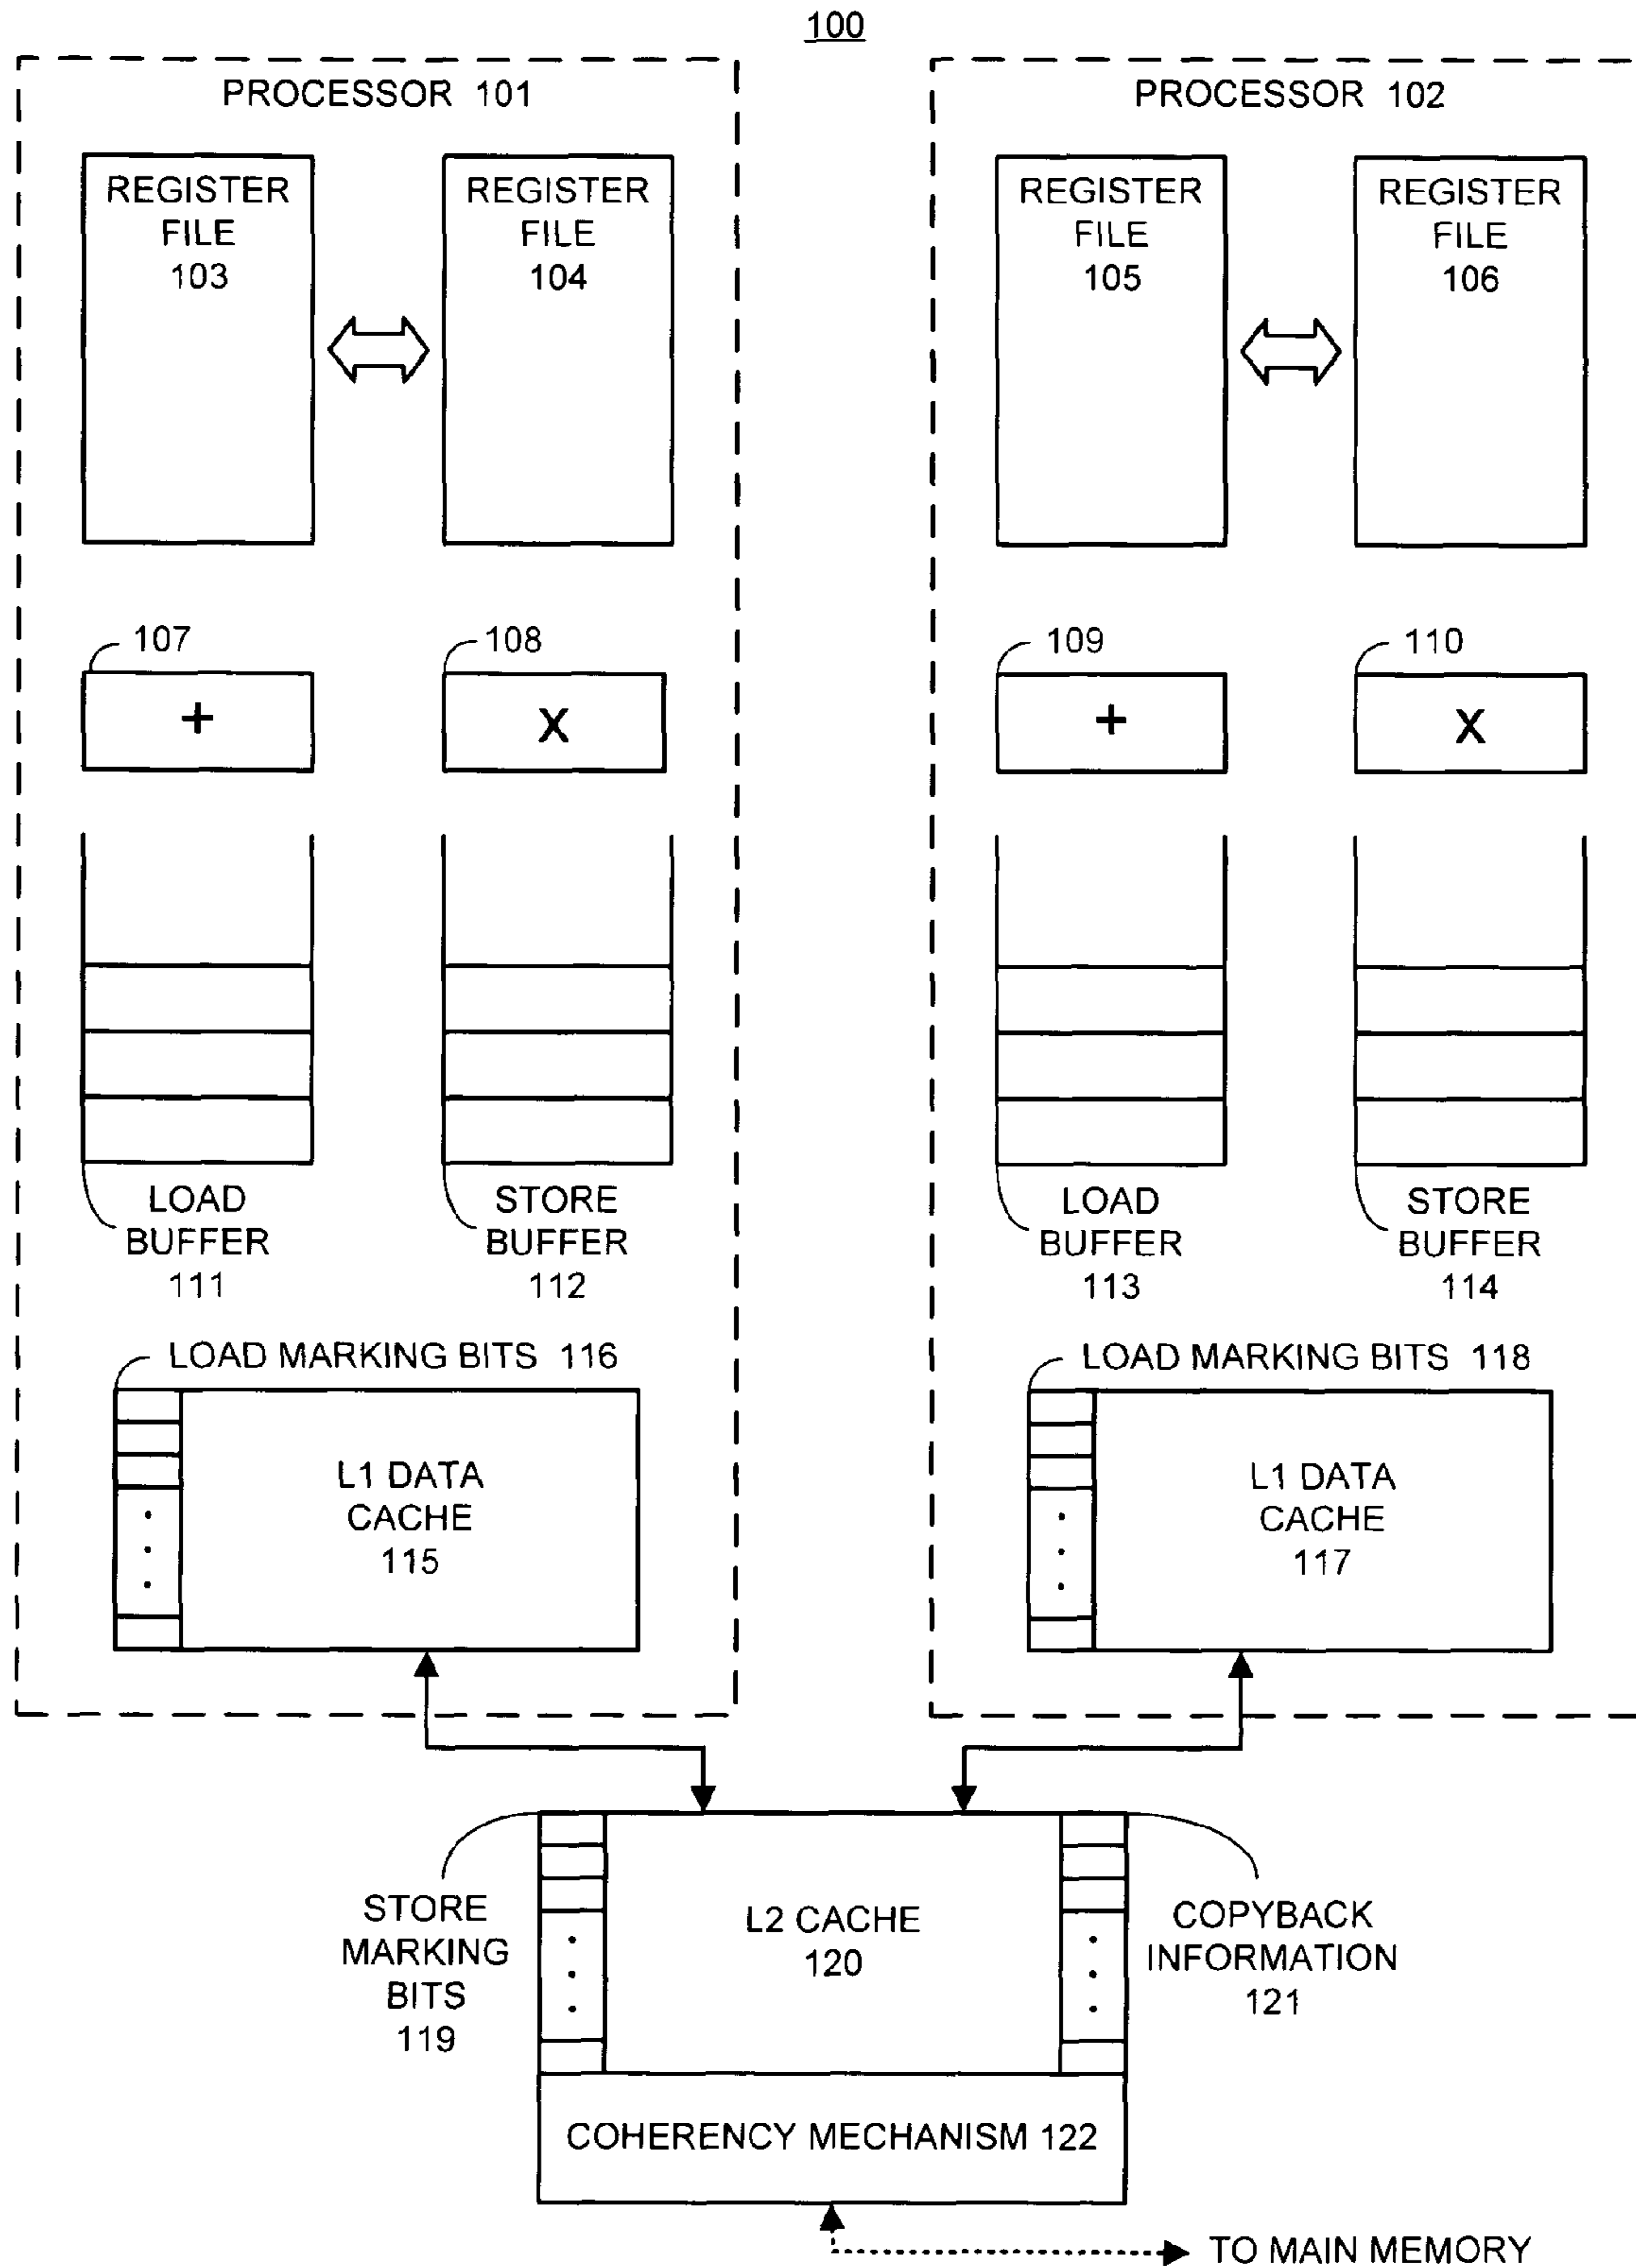 100
PROCESSOR 101
PROCESSOR 102
REGISTER
FILE
103
REGISTER
FILE
104
REGISTER
FILE
105
REGISTER
FILE
106
107
108
109
110
+
X
+
X
LOAD
BUFFER
111
STORE
BUFFER
112
LOAD
BUFFER
113
STORE
BUFFER
114
LOAD MARKING BITS 116
LOAD MARKING BITS 118
L1 DATA
CACHE
115
L1 DATA
CACHE
117
STORE
MARKING
BITS
119
L2 CACHE
120
COPYBACK
INFORMATION
121
COHERENCY MECHANISM 122
TO MAIN MEMORY